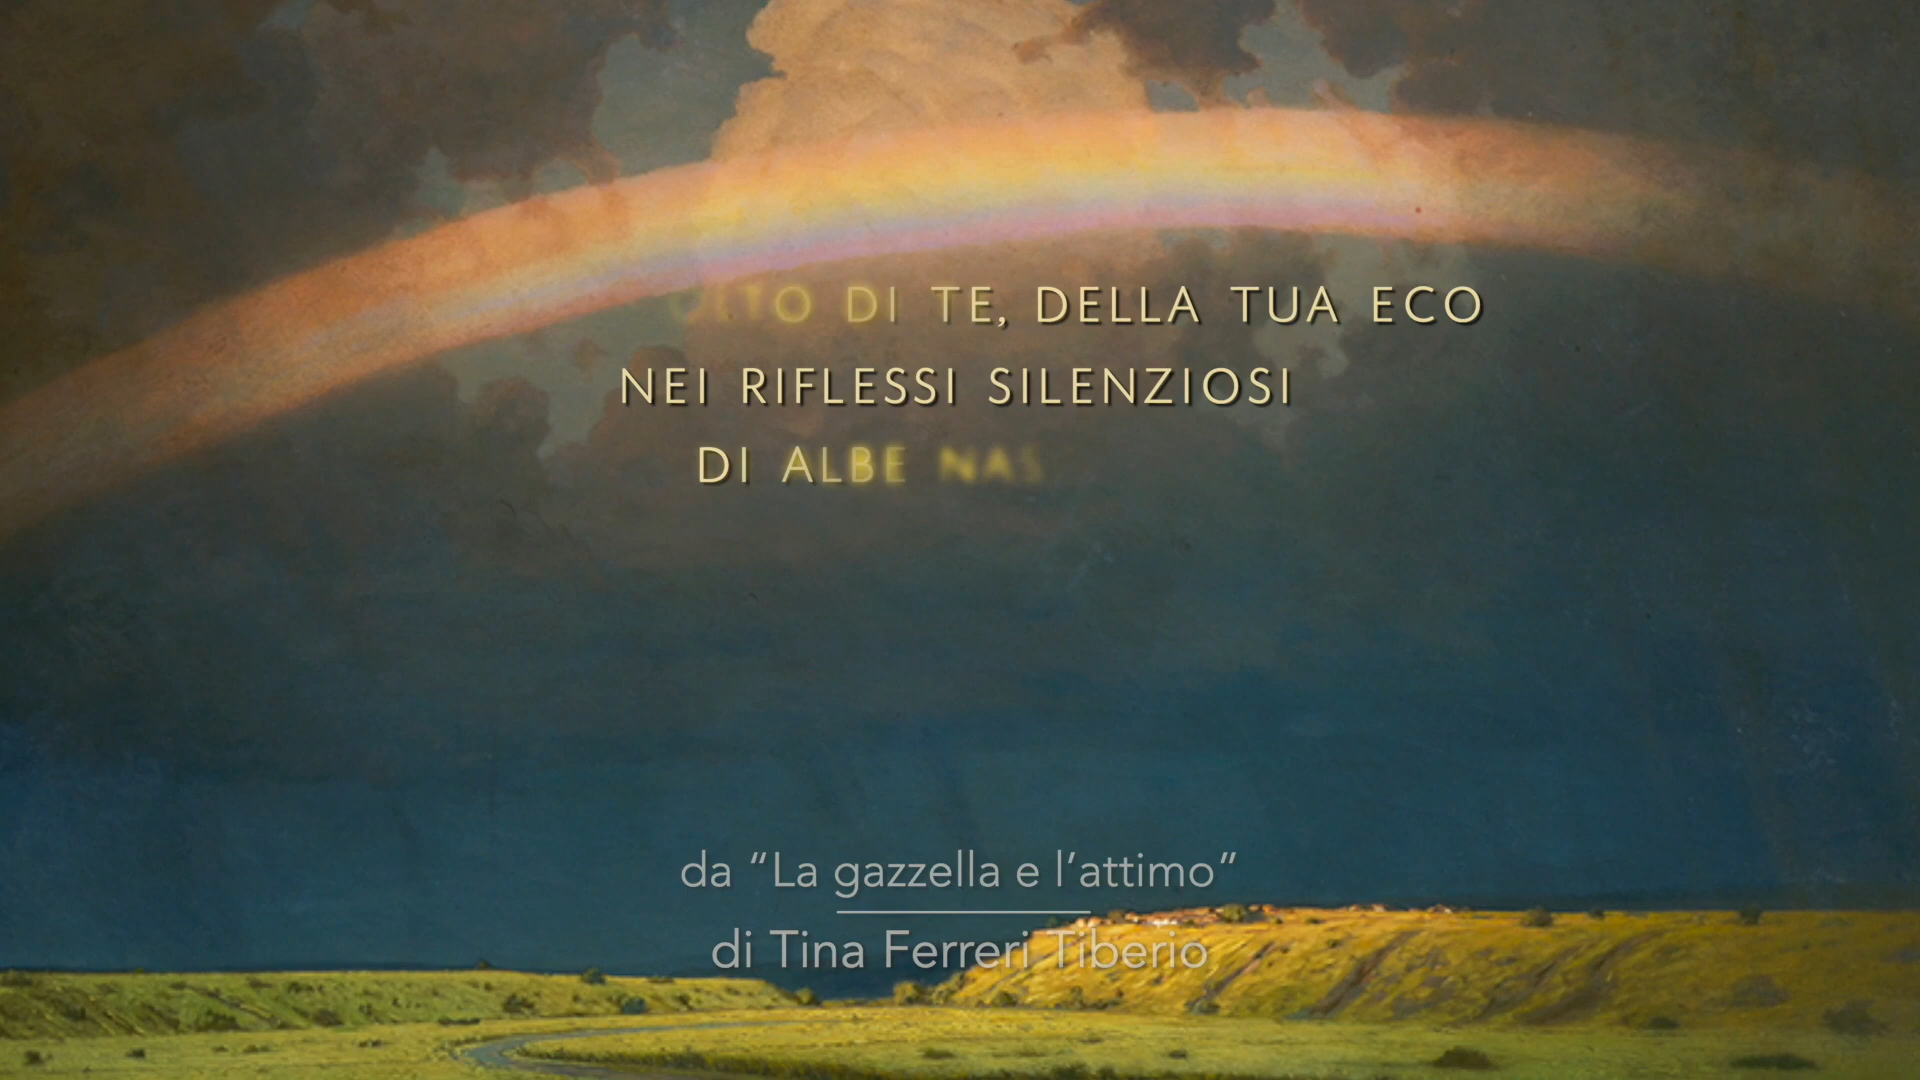 DI TE, DELLA TUA ECO
NEI RIFLESSI SILENZIOSI
DI ALBE
da “La gazzella e l’attimo”
di Tina Ferreri Tiberio